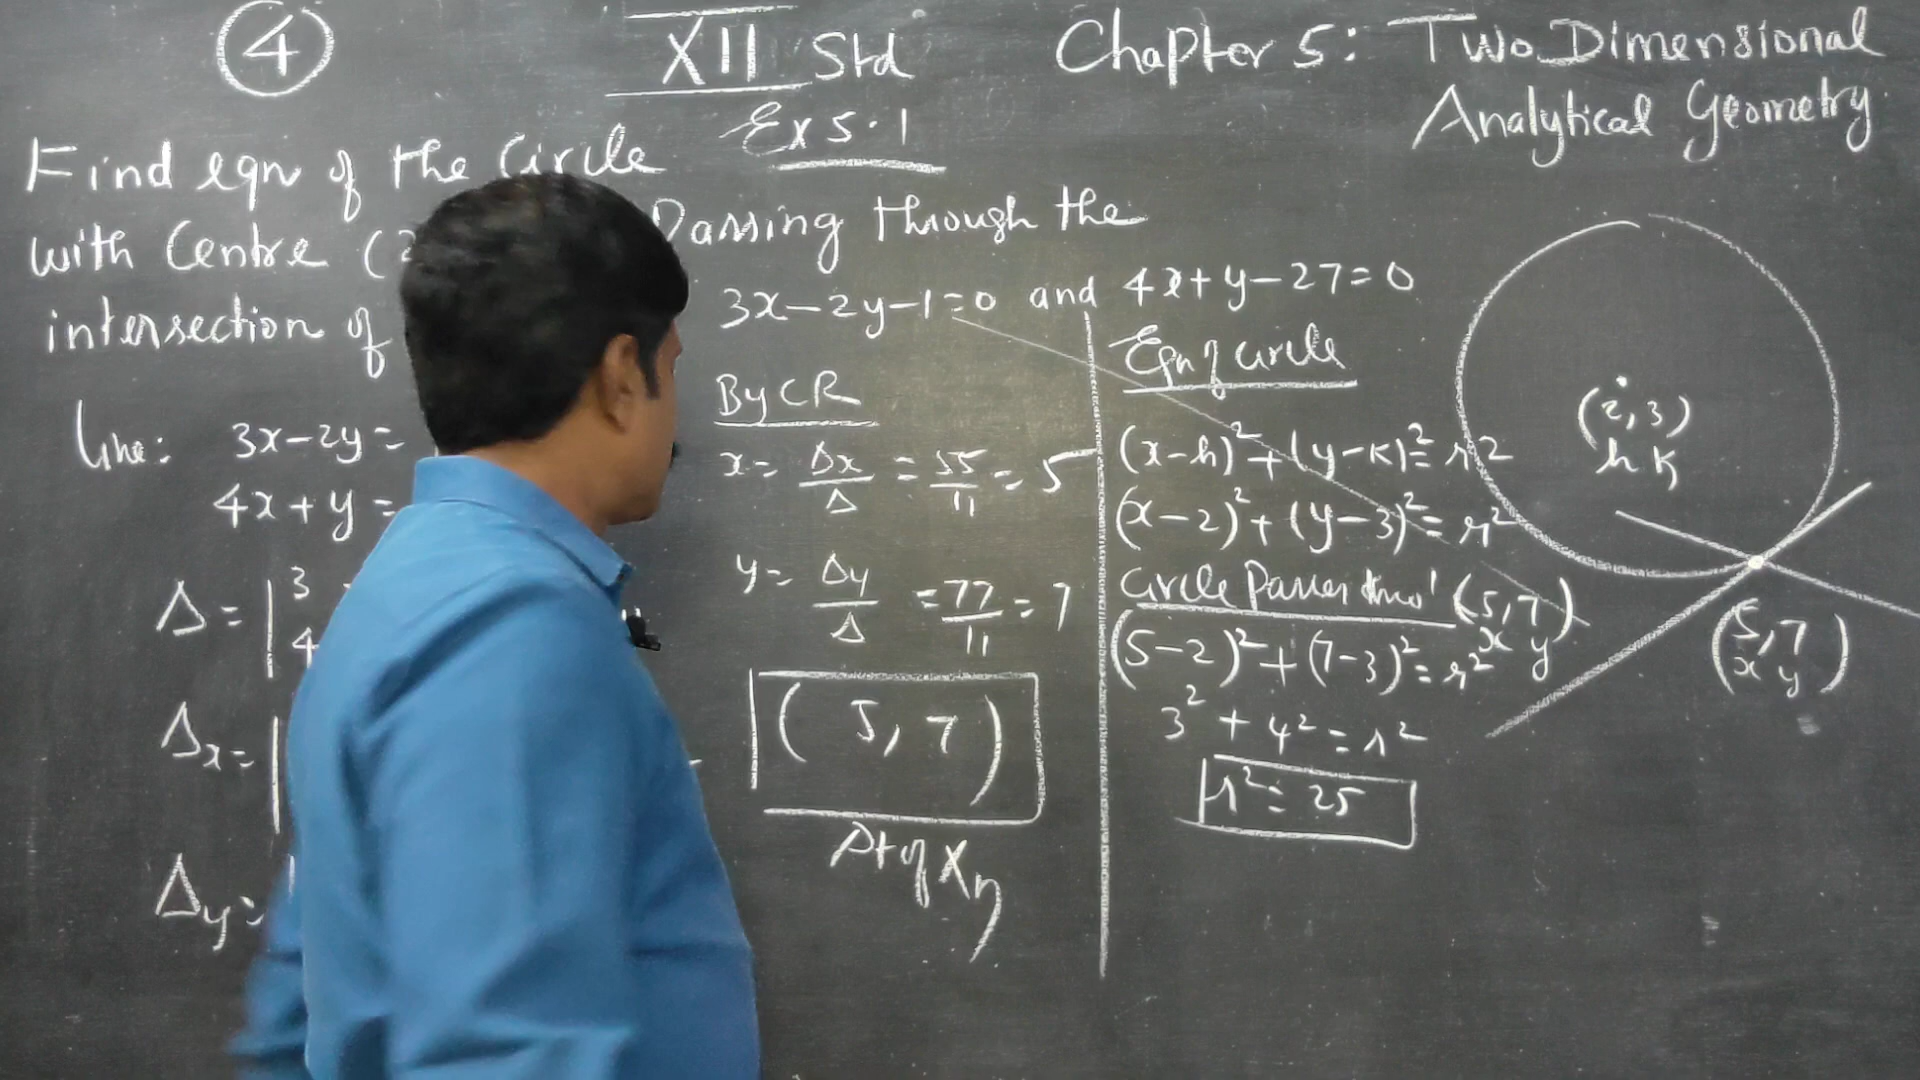 4
XII Std
Chapter 5: Two Dimensional
Analytical Geometry
Ex 5.1
Find eqn of the Circle
with Centre (2 Passing through the
intersection of 3x-2y-1=0 and 4x+y-27=0
Line: 3x-2y=
4x+y=
Δ= | 3
4
Δx= |
Δy= |
By CR
x= Δx/Δ = 55/11 = 5
y= Δy/Δ = 77/11 = 7
( 5, 7 )
Pt of Xn
Eqn of Circle
(x-h)²+(y-k)²=r²
(x-2)²+(y-3)²=r²
Circle Passes thro' (5,7)
x y
(5-2)²+(7-3)²=r²
3²+4²=r²
r²=25
(2,3)
h k
(5,7)
x y